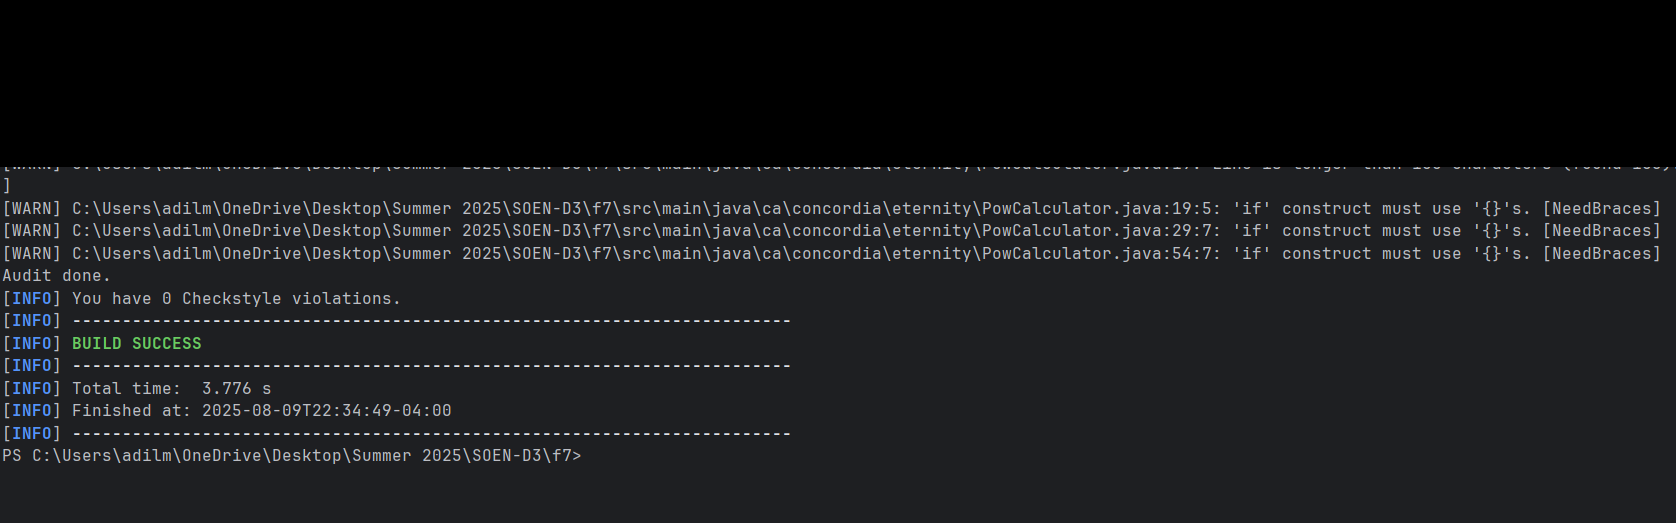 ]
[WARN] C:\Users\adilm\OneDrive\Desktop\Summer 2025\SOEN-D3\f7\src\main\java\ca\concordia\eternity\PowCalculator.java:19:5: 'if' construct must use '{}'s. [NeedBraces]
[WARN] C:\Users\adilm\OneDrive\Desktop\Summer 2025\SOEN-D3\f7\src\main\java\ca\concordia\eternity\PowCalculator.java:29:7: 'if' construct must use '{}'s. [NeedBraces]
[WARN] C:\Users\adilm\OneDrive\Desktop\Summer 2025\SOEN-D3\f7\src\main\java\ca\concordia\eternity\PowCalculator.java:54:7: 'if' construct must use '{}'s. [NeedBraces]
Audit done.
[INFO] You have 0 Checkstyle violations.
[INFO] ------------------------------------------------------------------------
[INFO] BUILD SUCCESS
[INFO] ------------------------------------------------------------------------
[INFO] Total time:  3.776 s
[INFO] Finished at: 2025-08-09T22:34:49-04:00
[INFO] ------------------------------------------------------------------------
PS C:\Users\adilm\OneDrive\Desktop\Summer 2025\SOEN-D3\f7>